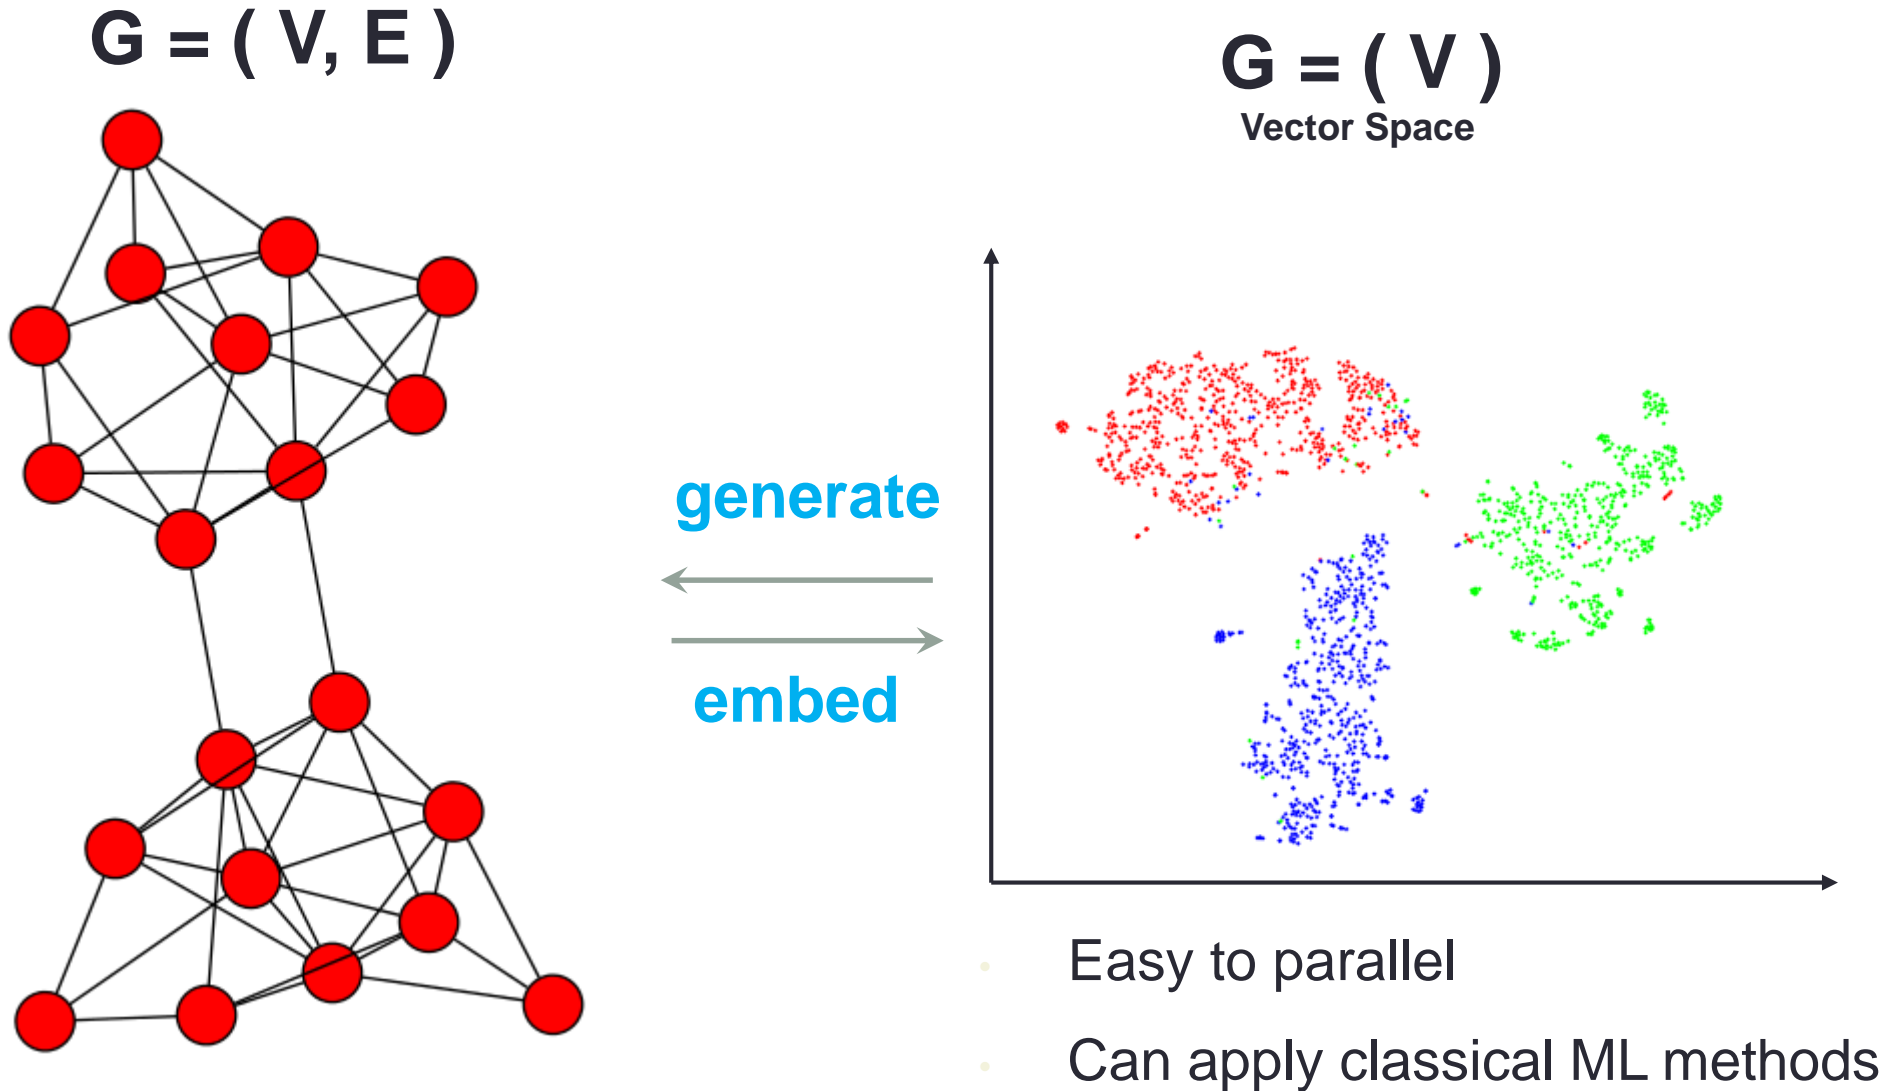 G = ( V, E )
G = ( V )
Vector Space
generate
embed
Easy to parallel
Can apply classical ML methods